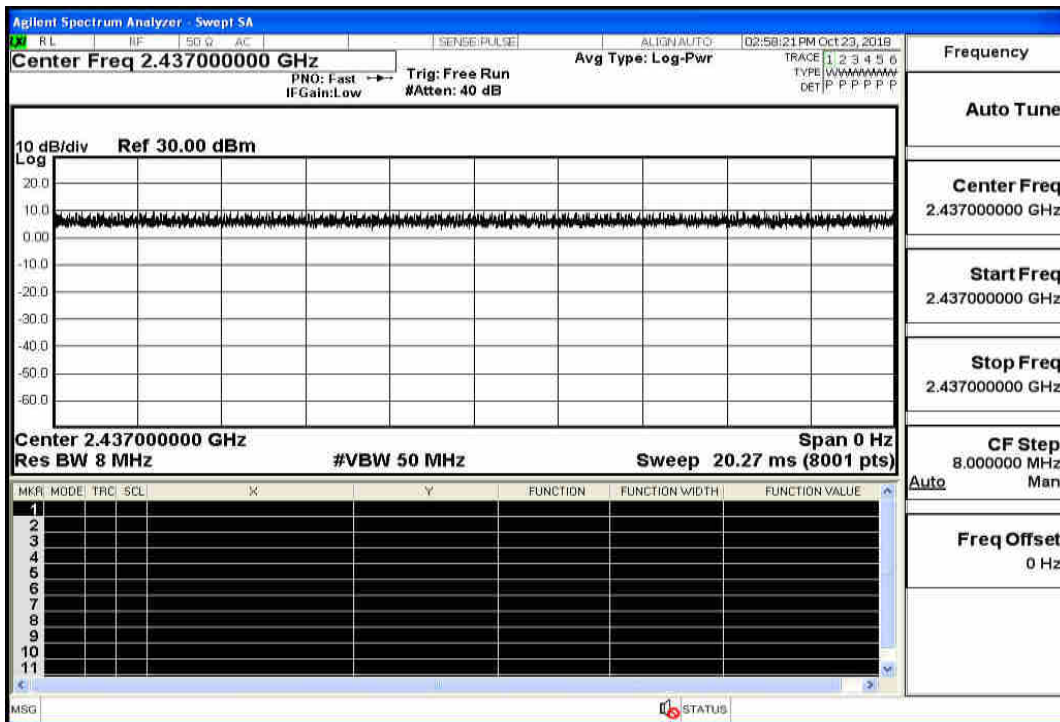 Agilent Spectrum Analyzer - Swept SA
LXI RL RF 50 Ω AC SENSE:PULSE ALIGN AUTO 02:58:21 PM Oct 23, 2018
Center Freq 2.437000000 GHz
PNO: Fast
IFGain:Low
Trig: Free Run
#Atten: 40 dB
Avg Type: Log-Pwr
TRACE 1 2 3 4 5 6
TYPE WWWWWWW
DET P P P P P P
10 dB/div Ref 30.00 dBm
Log
20.0
10.0
0.00
-10.0
-20.0
-30.0
-40.0
-50.0
-60.0
Center 2.437000000 GHz Span 0 Hz
Res BW 8 MHz #VBW 50 MHz Sweep 20.27 ms (8001 pts)
MKR MODE TRC SCL X Y FUNCTION FUNCTION WIDTH FUNCTION VALUE
1
2
3
4
5
6
7
8
9
10
11
MSG STATUS
Frequency
Auto Tune
Center Freq
2.437000000 GHz
Start Freq
2.437000000 GHz
Stop Freq
2.437000000 GHz
CF Step
8.000000 MHz
Auto Man
Freq Offset
0 Hz